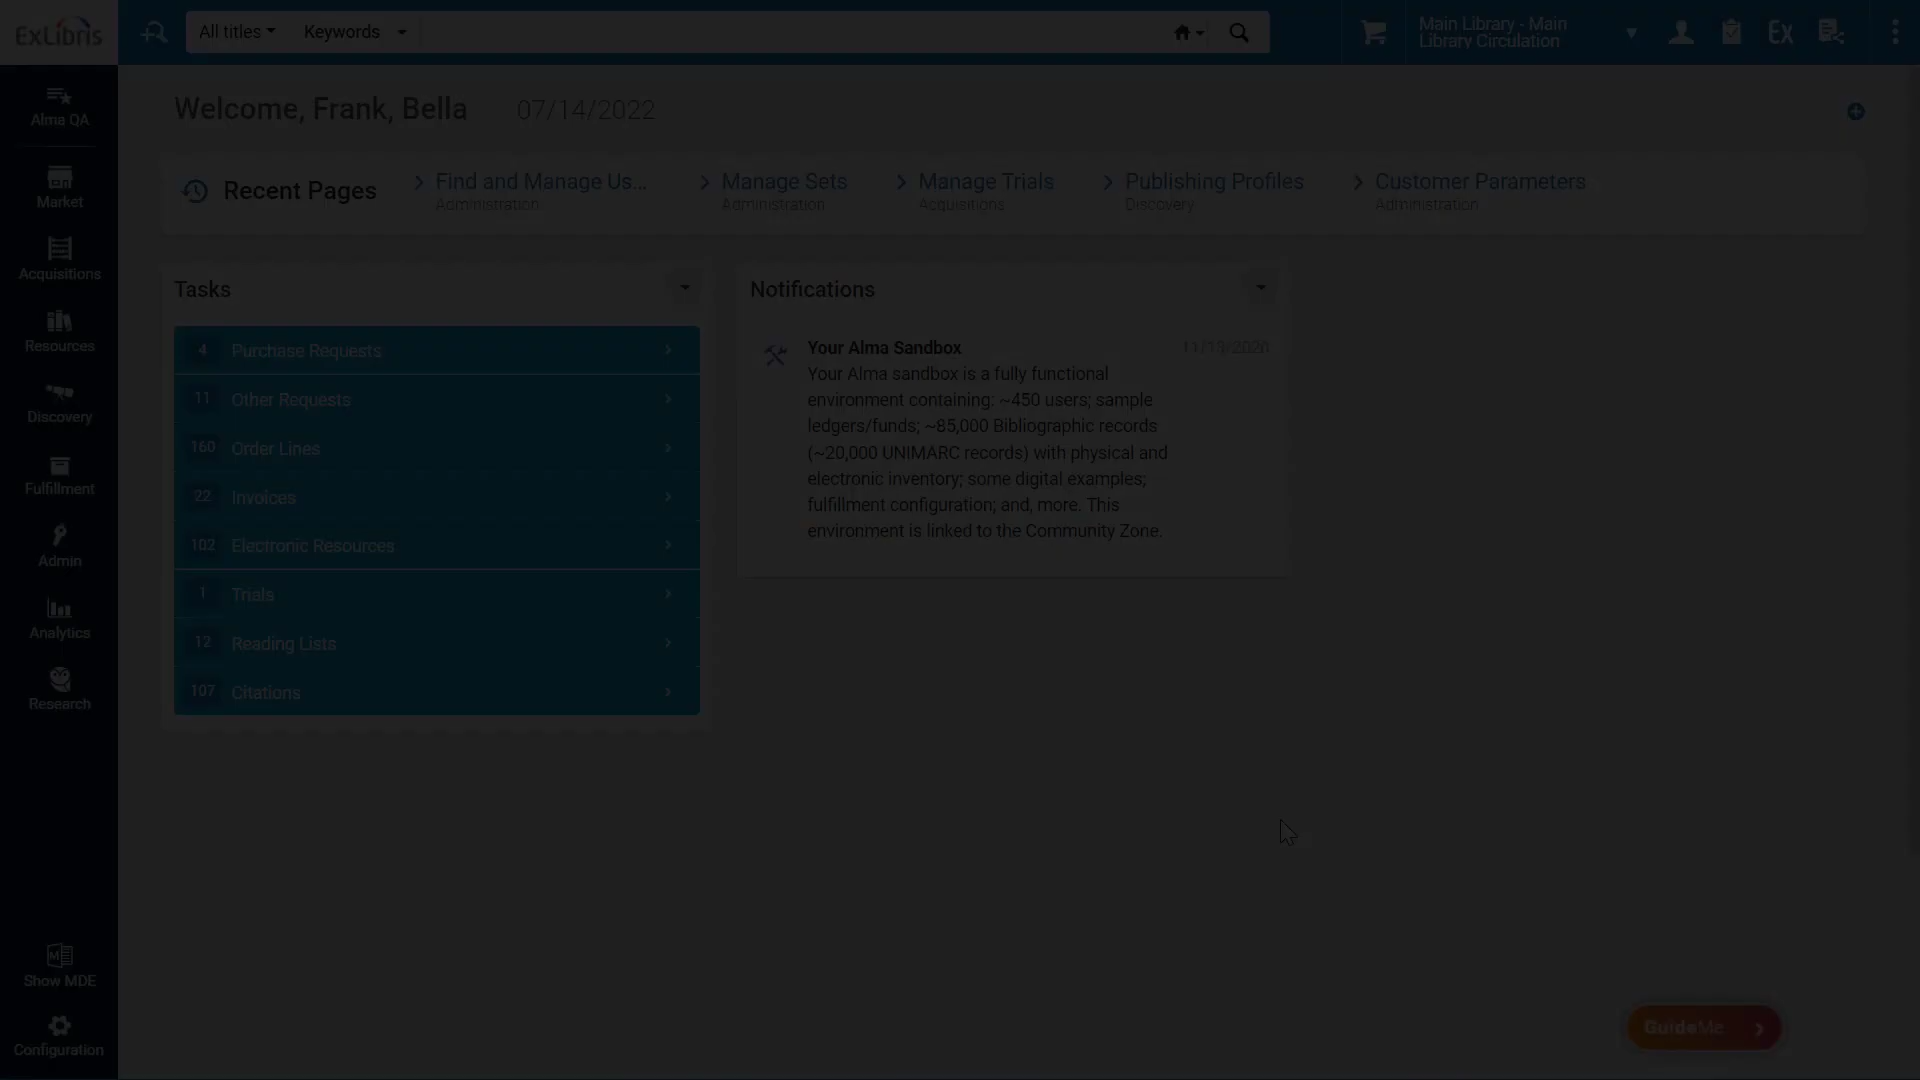 ExLibris
All titles
Keywords
Main Library - Main
Library Circulation
Ex
Alma QA
Market
Acquisitions
Resources
Discovery
Fulfillment
Admin
Analytics
Research
Show MDE
Configuration
Welcome, Frank, Bella 07/14/2022
Recent Pages
Find and Manage Us...
Administration
Manage Sets
Administration
Manage Trials
Acquisitions
Publishing Profiles
Discovery
Customer Parameters
Administration
Tasks
4 Purchase Requests
11 Other Requests
160 Order Lines
22 Invoices
102 Electronic Resources
1 Trials
12 Reading Lists
107 Citations
Notifications
Your Alma Sandbox 11/13/2020
Your Alma sandbox is a fully functional
environment containing: ~450 users; sample
ledgers/funds; ~85,000 Bibliographic records
(~20,000 UNIMARC records) with physical and
electronic inventory; some digital examples;
fulfillment configuration; and, more. This
environment is linked to the Community Zone.
GuideMe